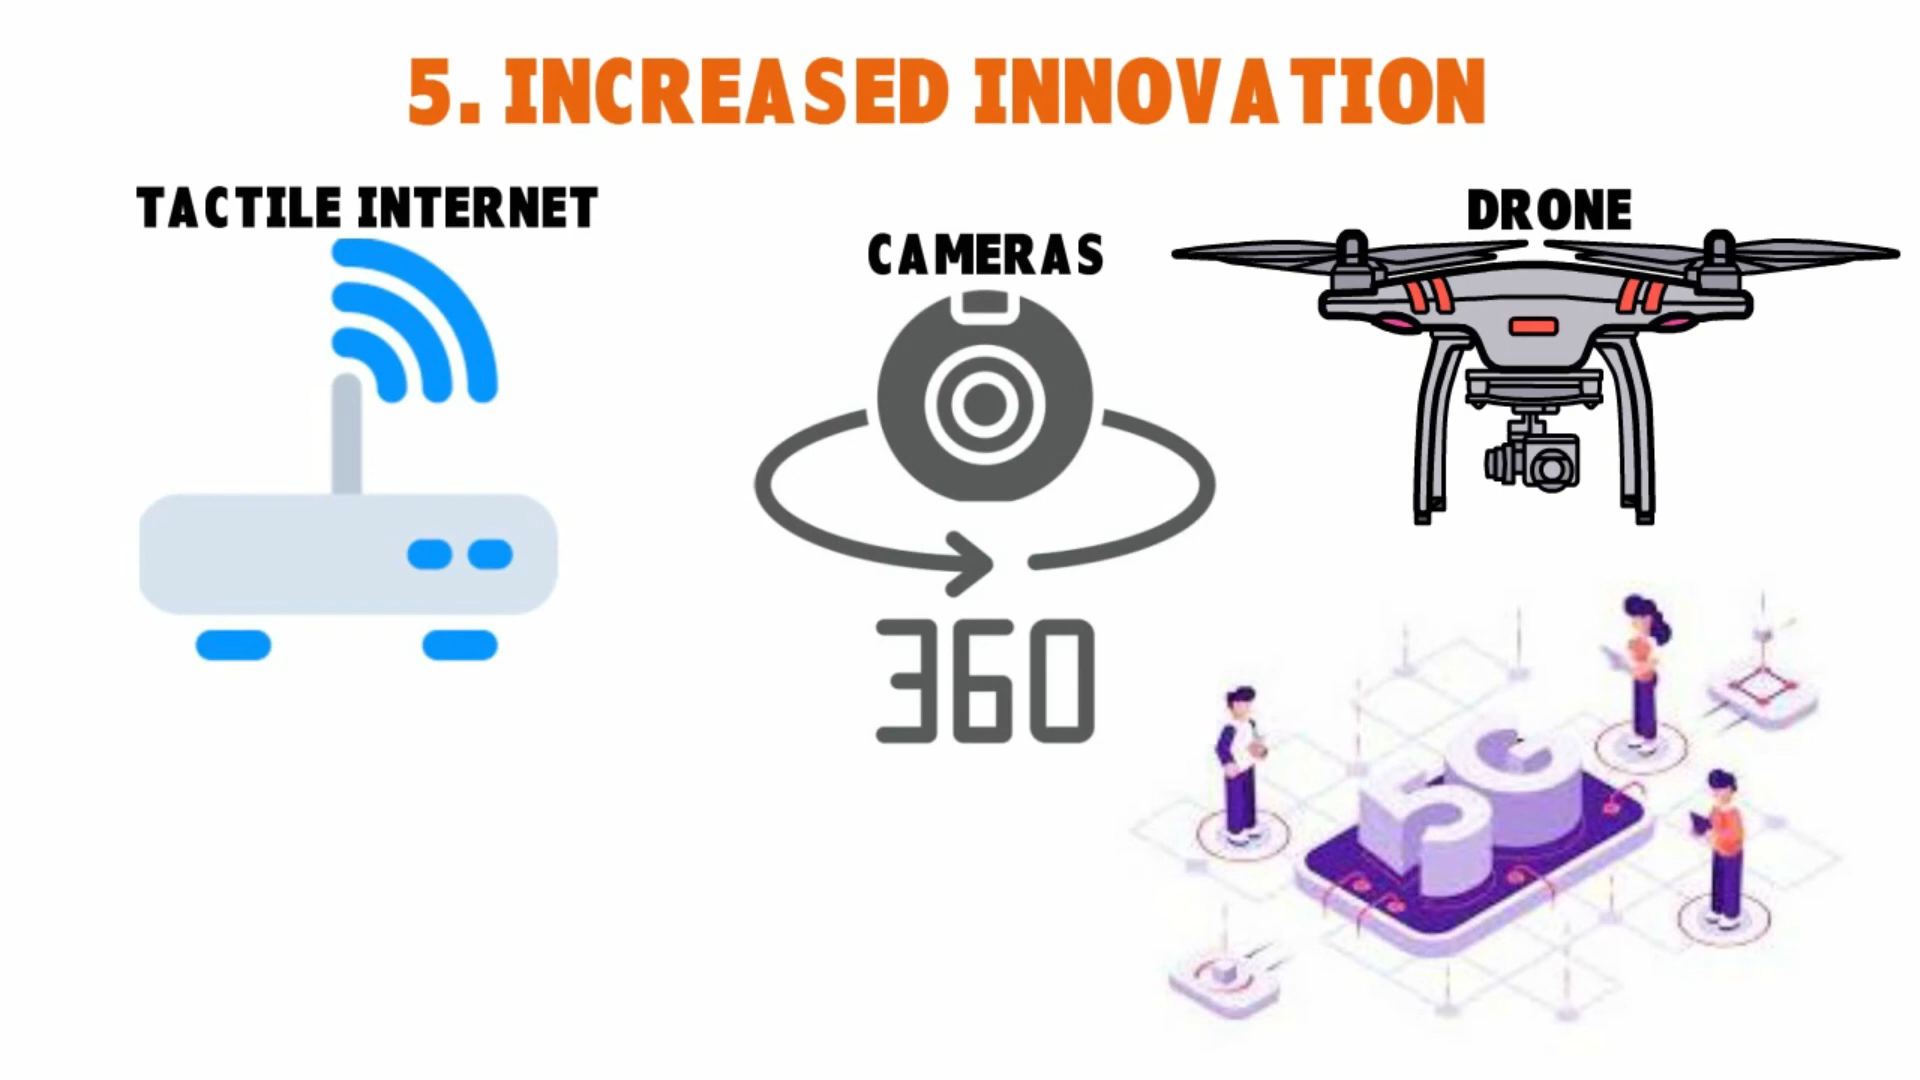 5. INCREASED INNOVATION
TACTILE INTERNET
CAMERAS
DRONE
360
5G